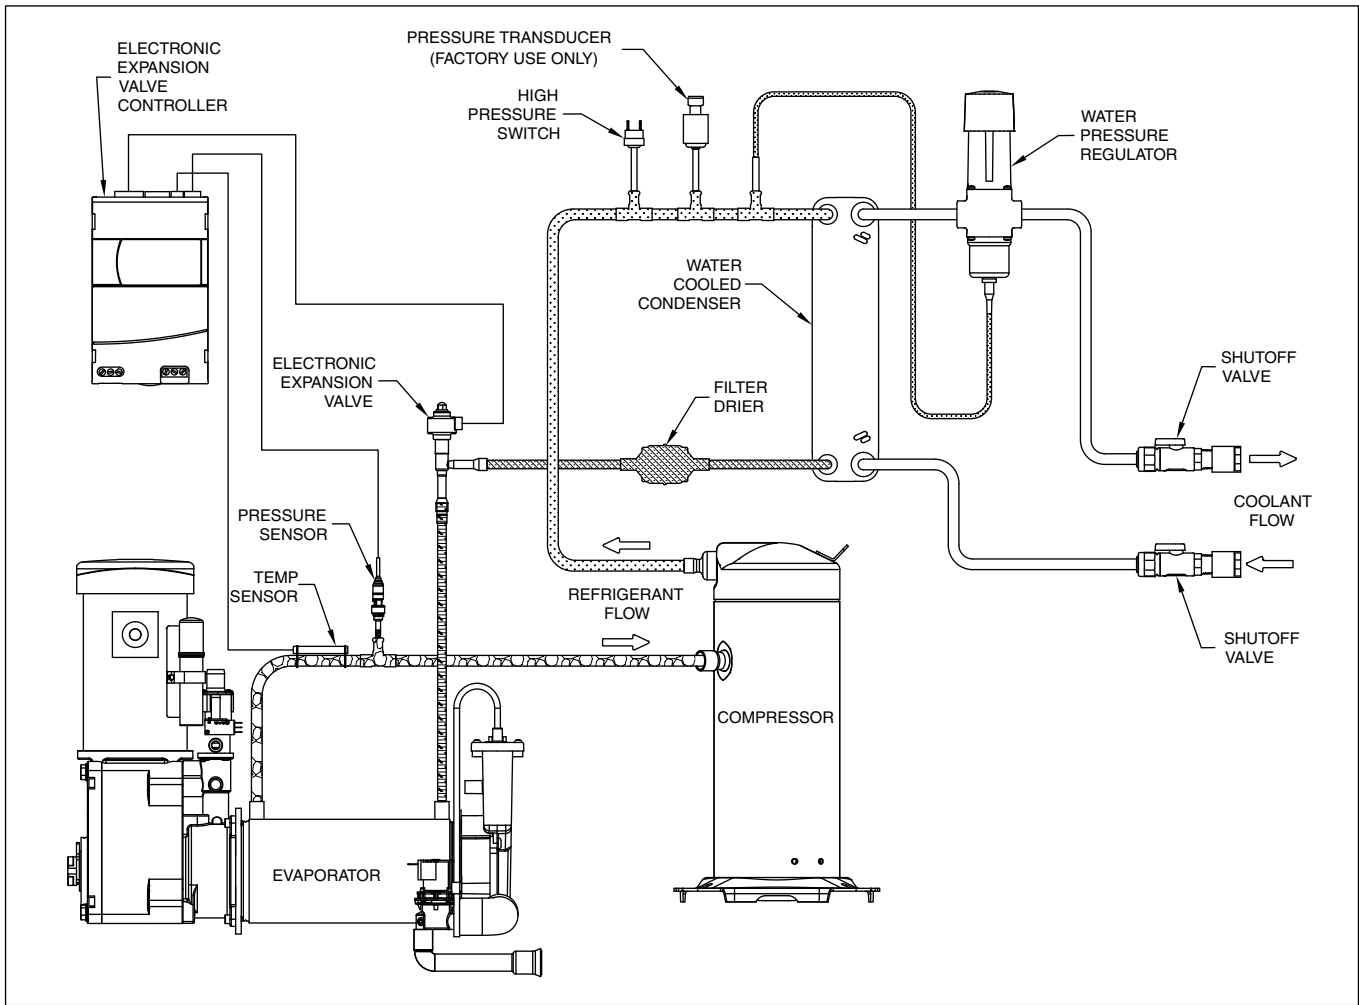 ELECTRONIC
EXPANSION
VALVE
CONTROLLER
PRESSURE TRANSDUCER
(FACTORY USE ONLY)
HIGH
PRESSURE
SWITCH
WATER
PRESSURE
REGULATOR
WATER
COOLED
CONDENSER
ELECTRONIC
EXPANSION
VALVE
FILTER
DRIER
SHUTOFF
VALVE
COOLANT
FLOW
PRESSURE
SENSOR
TEMP
SENSOR
REFRIGERANT
FLOW
SHUTOFF
VALVE
COMPRESSOR
EVAPORATOR